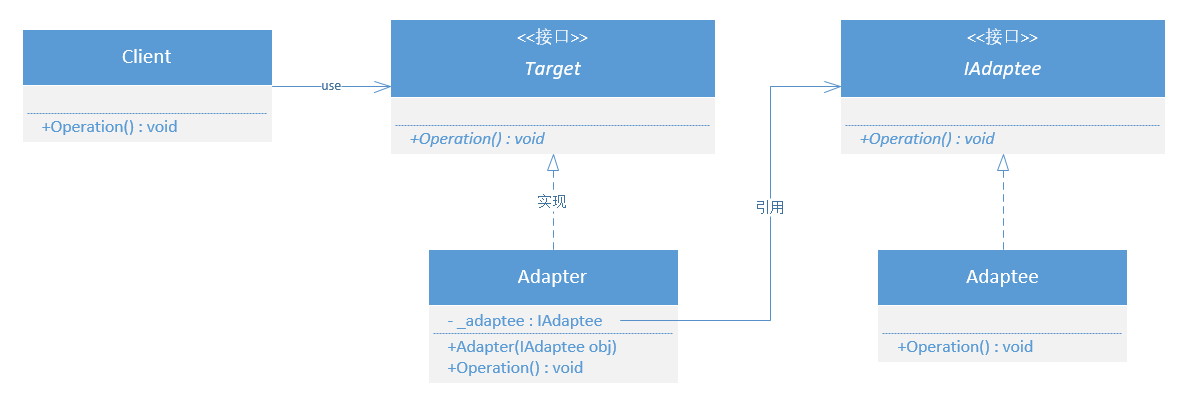 Client
+Operation() : void
use
<<接口>>
Target
+Operation() : void
<<接口>>
IAdaptee
+Operation() : void
实现
引用
Adapter
- _adaptee : IAdaptee
+Adapter(IAdaptee obj)
+Operation() : void
Adaptee
+Operation() : void